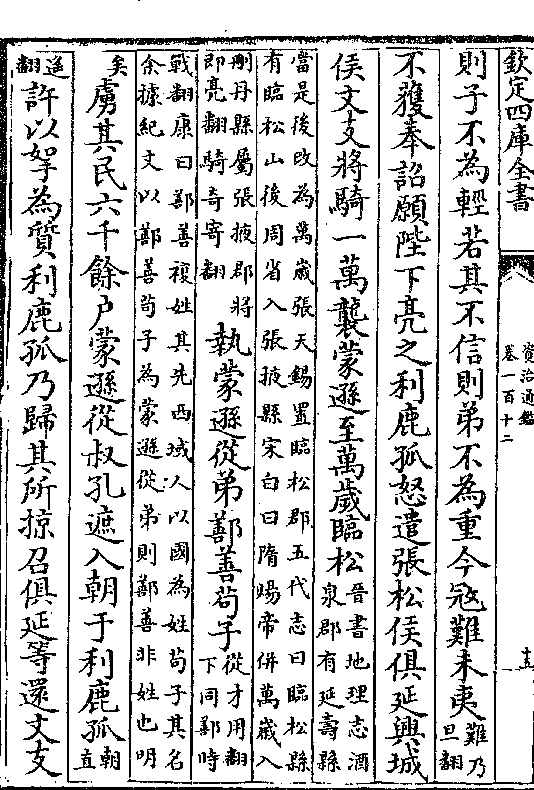 欽定四庫全書
資治通鑑
卷一百十二
則子不為輕若其不信則弟不為重今寇難未夷難乃旦翻
不獲奉詔願陛下亮之利鹿孤怒遣張松侯俱延興城
侯文支將騎一萬襲蒙遜至萬歲臨松晉書地理志酒泉郡有延壽縣
當是後改為萬歲張天錫置臨松郡五代志曰臨松縣
有臨松山後周省入張掖縣宋白曰隋煬帝併萬歲入
刪丹縣屬張掖郡將即亮翻騎奇寄翻執蒙遜從弟鄯善苟子從才用翻下同鄯時
戰翻康曰鄯善複姓其先西域人以國為姓苟子其名
余據紀文以鄯善苟子為蒙遜從弟則鄯善非姓也明
矣虜其民六千餘户蒙遜從叔孔遮入朝于利鹿孤朝直
遥翻許以挐為質利鹿孤乃歸其所掠召俱延等還文支